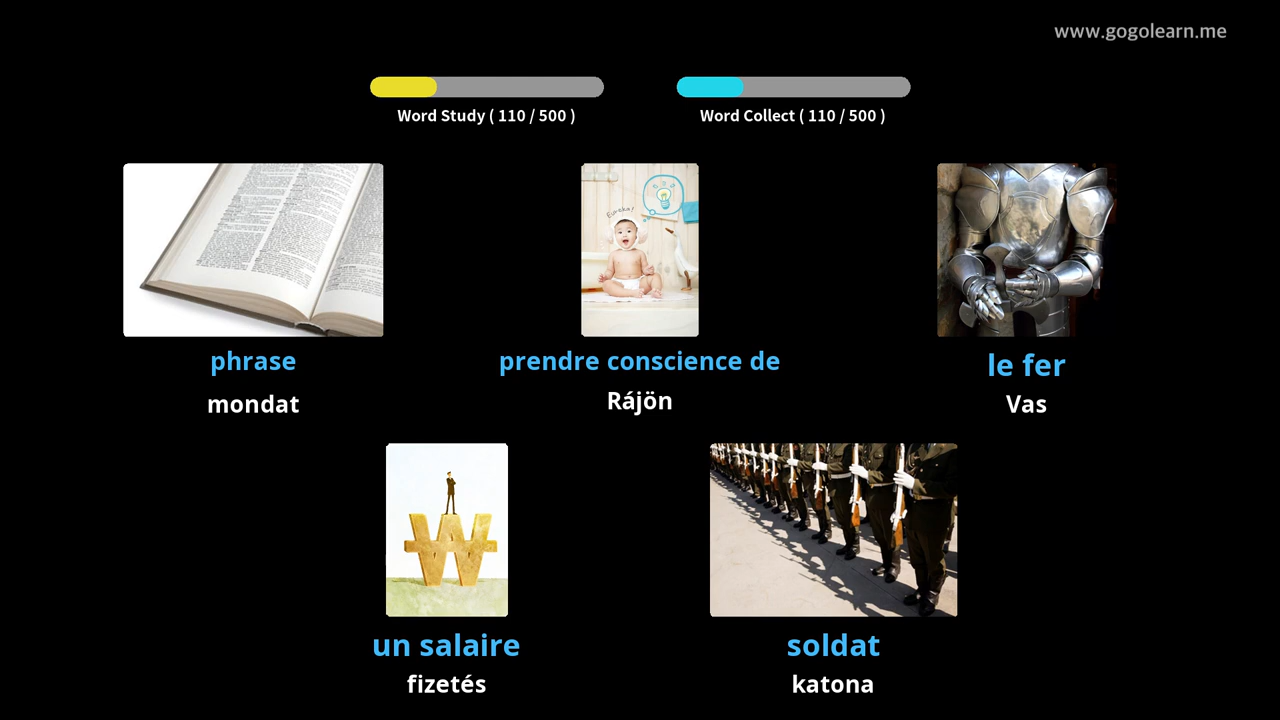 www.gogolearn.me
Word Study ( 110 / 500 )
Word Collect ( 110 / 500 )
Eureka!
phrase
prendre conscience de
le fer
mondat
Rájön
Vas
un salaire
soldat
fizetés
katona